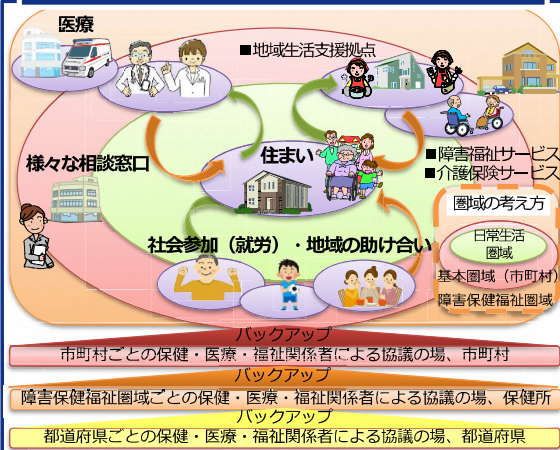 医療
■地域生活支援拠点
様々な相談窓口
住まい
■障害福祉サービス
■介護保険サービス
社会参加（就労）・地域の助け合い
圏域の考え方
日常生活
圏域
基本圏域（市町村）
障害保健福祉圏域
バックアップ
市町村ごとの保健・医療・福祉関係者による協議の場、市町村
バックアップ
障害保健福祉圏域ごとの保健・医療・福祉関係者による協議の場、保健所
バックアップ
都道府県ごとの保健・医療・福祉関係者による協議の場、都道府県